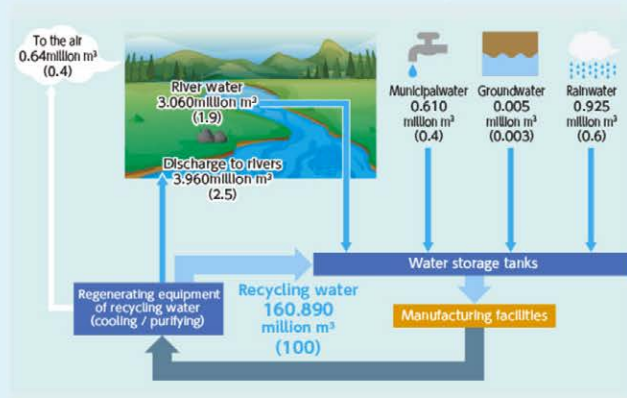 To the air
0.64million m³
(0.4)
River water
3.060million m³
(1.9)
Discharge to rivers
3.960million m³
(2.5)
Municipalwater
0.610
million m³
(0.4)
Groundwater
0.005
million m³
(0.003)
Rainwater
0.925
million m³
(0.6)
Water storage tanks
Regenerating equipment
of recycling water
(cooling / purifying)
Recycling water
160.890
million m³
(100)
Manufacturing facilities